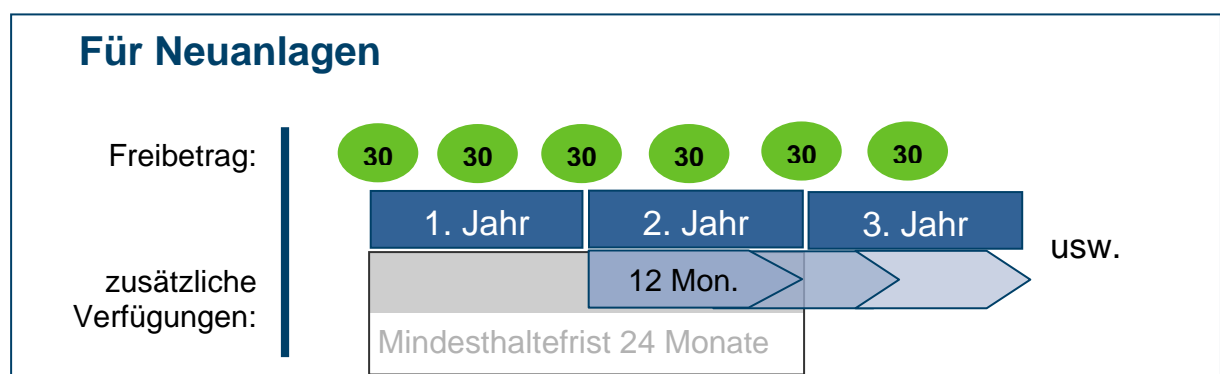 Für Neuanlagen
Freibetrag:
30 30 30 30 30 30
1. Jahr 2. Jahr 3. Jahr
usw.
zusätzliche
Verfügungen:
12 Mon.
Mindesthaltefrist 24 Monate